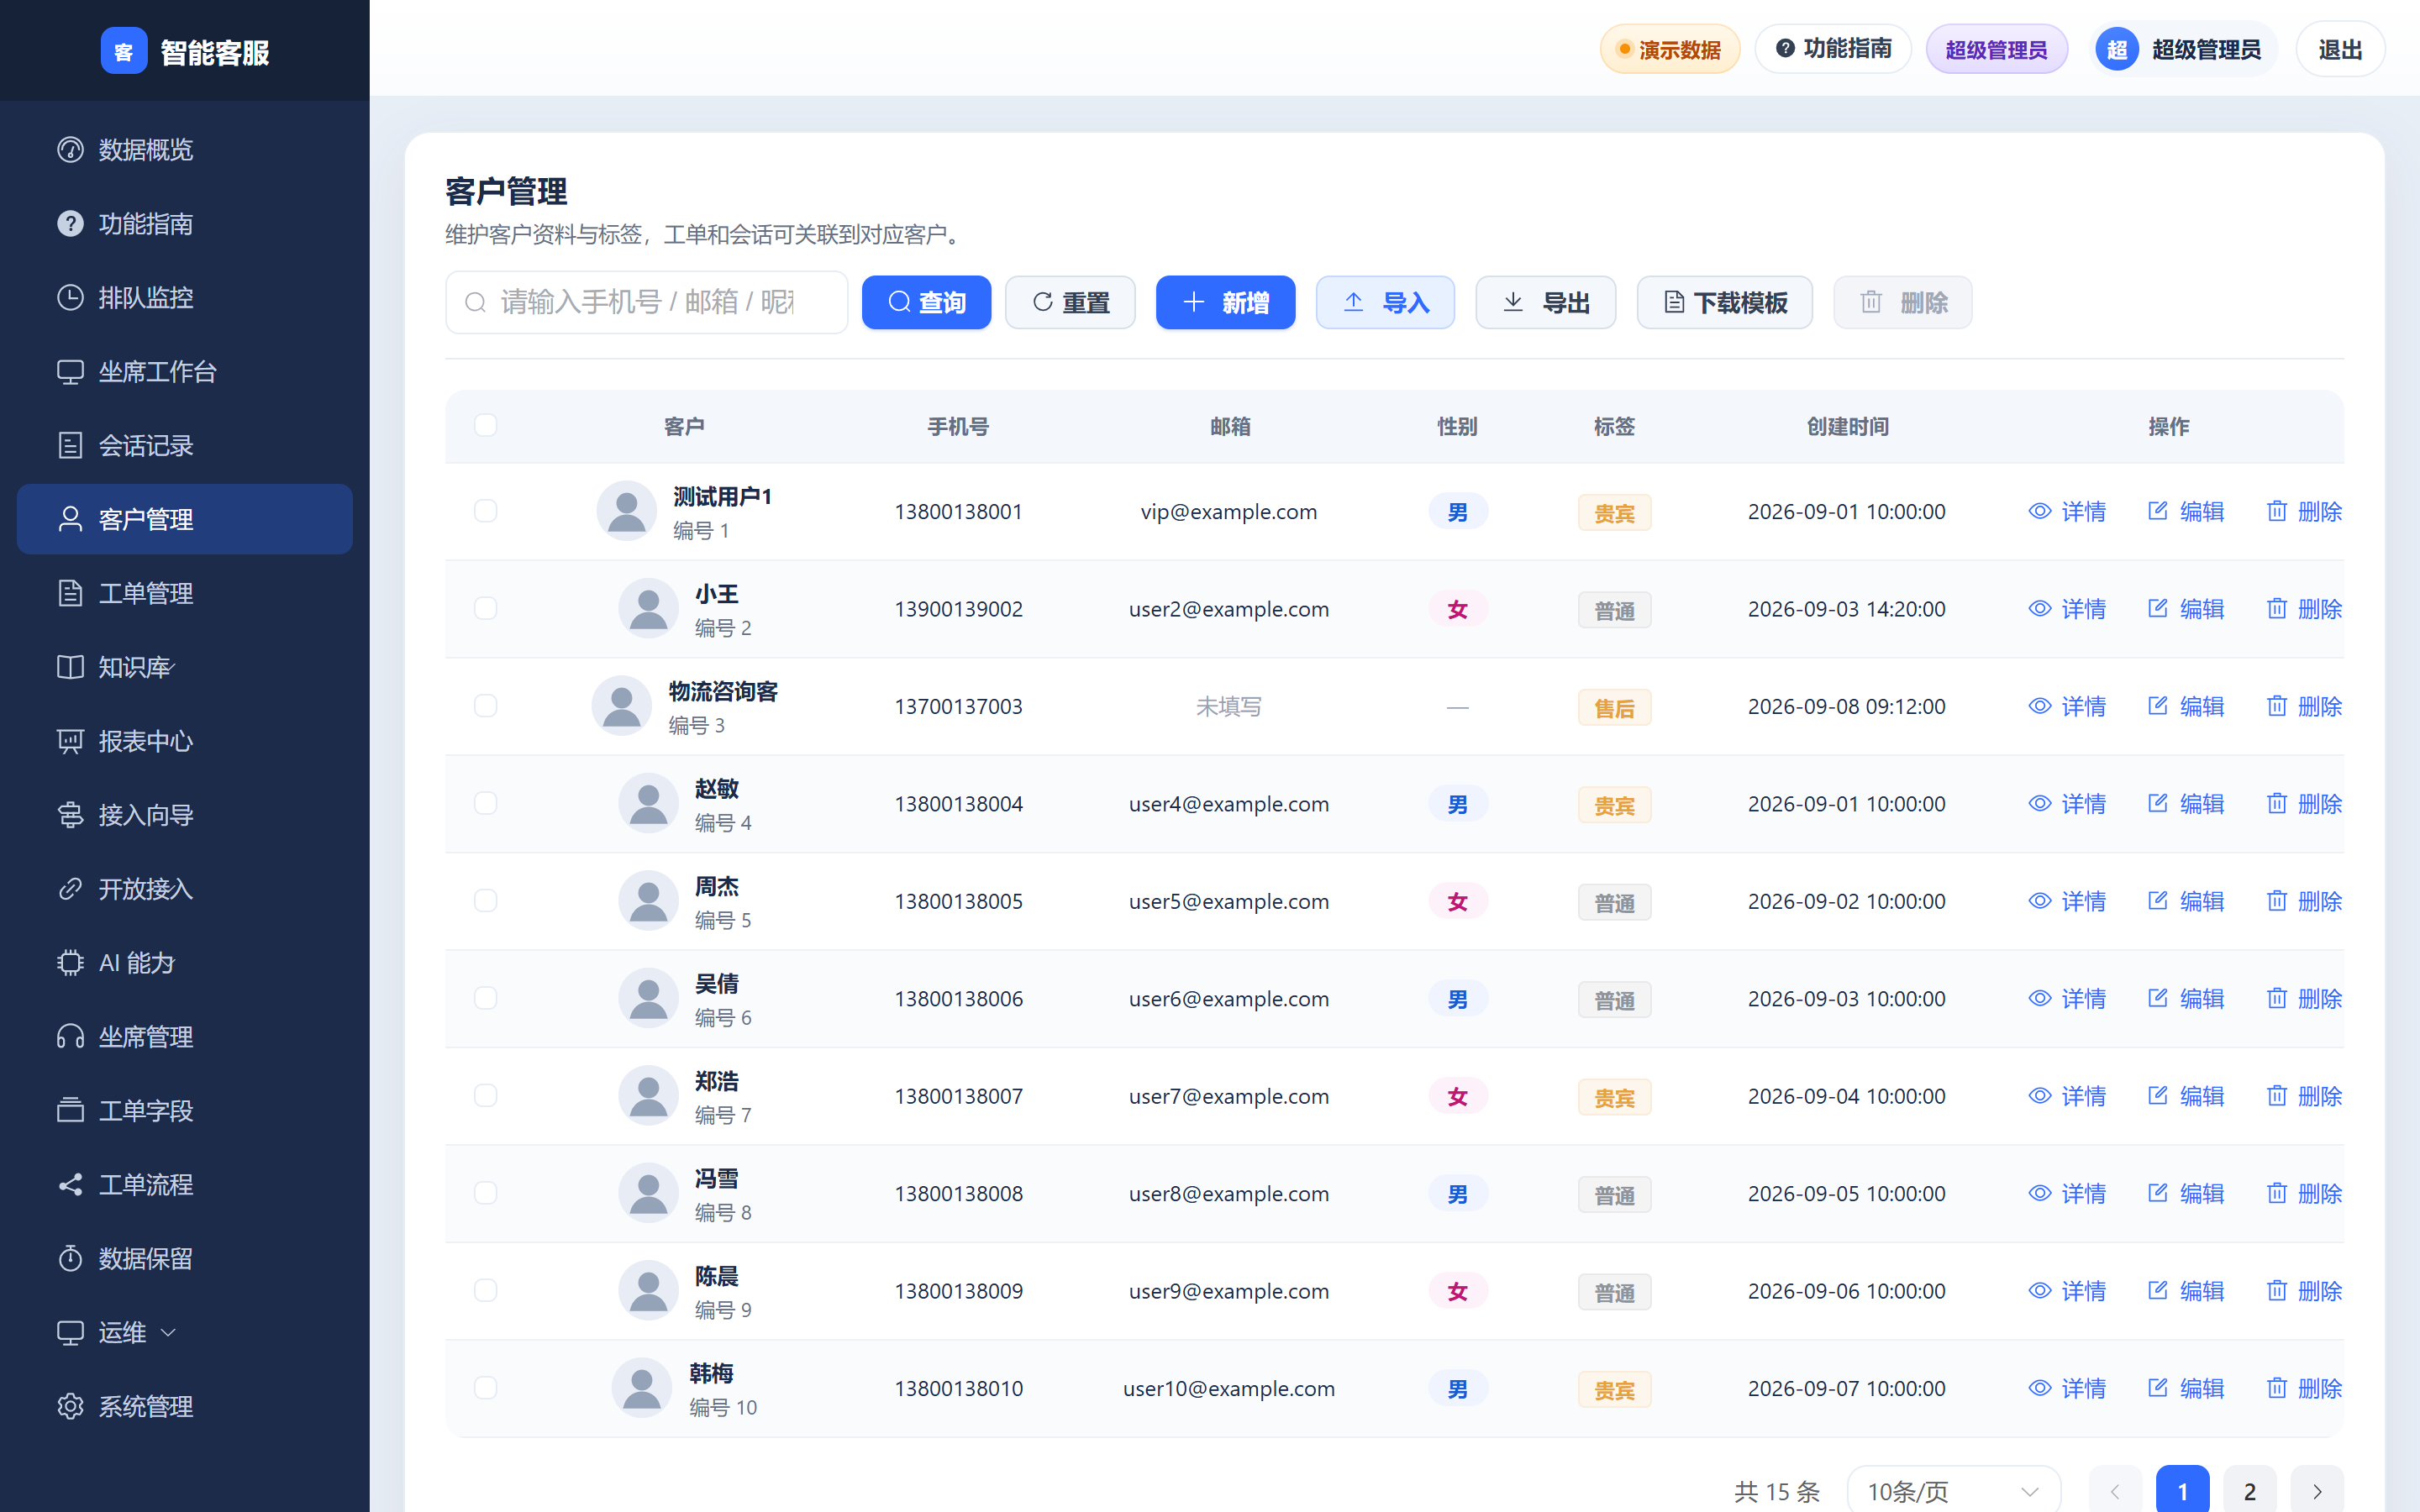 客 智能客服
演示数据 功能指南 超级管理员 超 超级管理员 退出
数据概览
功能指南
排队监控
坐席工作台
会话记录
客户管理
工单管理
知识库
报表中心
接入向导
开放接入
AI 能力
坐席管理
工单字段
工单流程
数据保留
运维
系统管理
客户管理
维护客户资料与标签，工单和会话可关联到对应客户。
请输入手机号 / 邮箱 / 昵 查询 重置 新增 导入 导出 下载模板 删除
客户 手机号 邮箱 性别 标签 创建时间 操作
测试用户1
编号 1
13800138001 vip@example.com 男 贵宾 2026-09-01 10:00:00 详情 编辑 删除
小王
编号 2
13900139002 user2@example.com 女 普通 2026-09-03 14:20:00 详情 编辑 删除
物流咨询客
编号 3
13700137003 未填写 — 售后 2026-09-08 09:12:00 详情 编辑 删除
赵敏
编号 4
13800138004 user4@example.com 男 贵宾 2026-09-01 10:00:00 详情 编辑 删除
周杰
编号 5
13800138005 user5@example.com 女 普通 2026-09-02 10:00:00 详情 编辑 删除
吴倩
编号 6
13800138006 user6@example.com 男 普通 2026-09-03 10:00:00 详情 编辑 删除
郑浩
编号 7
13800138007 user7@example.com 女 贵宾 2026-09-04 10:00:00 详情 编辑 删除
冯雪
编号 8
13800138008 user8@example.com 男 普通 2026-09-05 10:00:00 详情 编辑 删除
陈晨
编号 9
13800138009 user9@example.com 女 普通 2026-09-06 10:00:00 详情 编辑 删除
韩梅
编号 10
13800138010 user10@example.com 男 贵宾 2026-09-07 10:00:00 详情 编辑 删除
共 15 条 10条/页 1 2